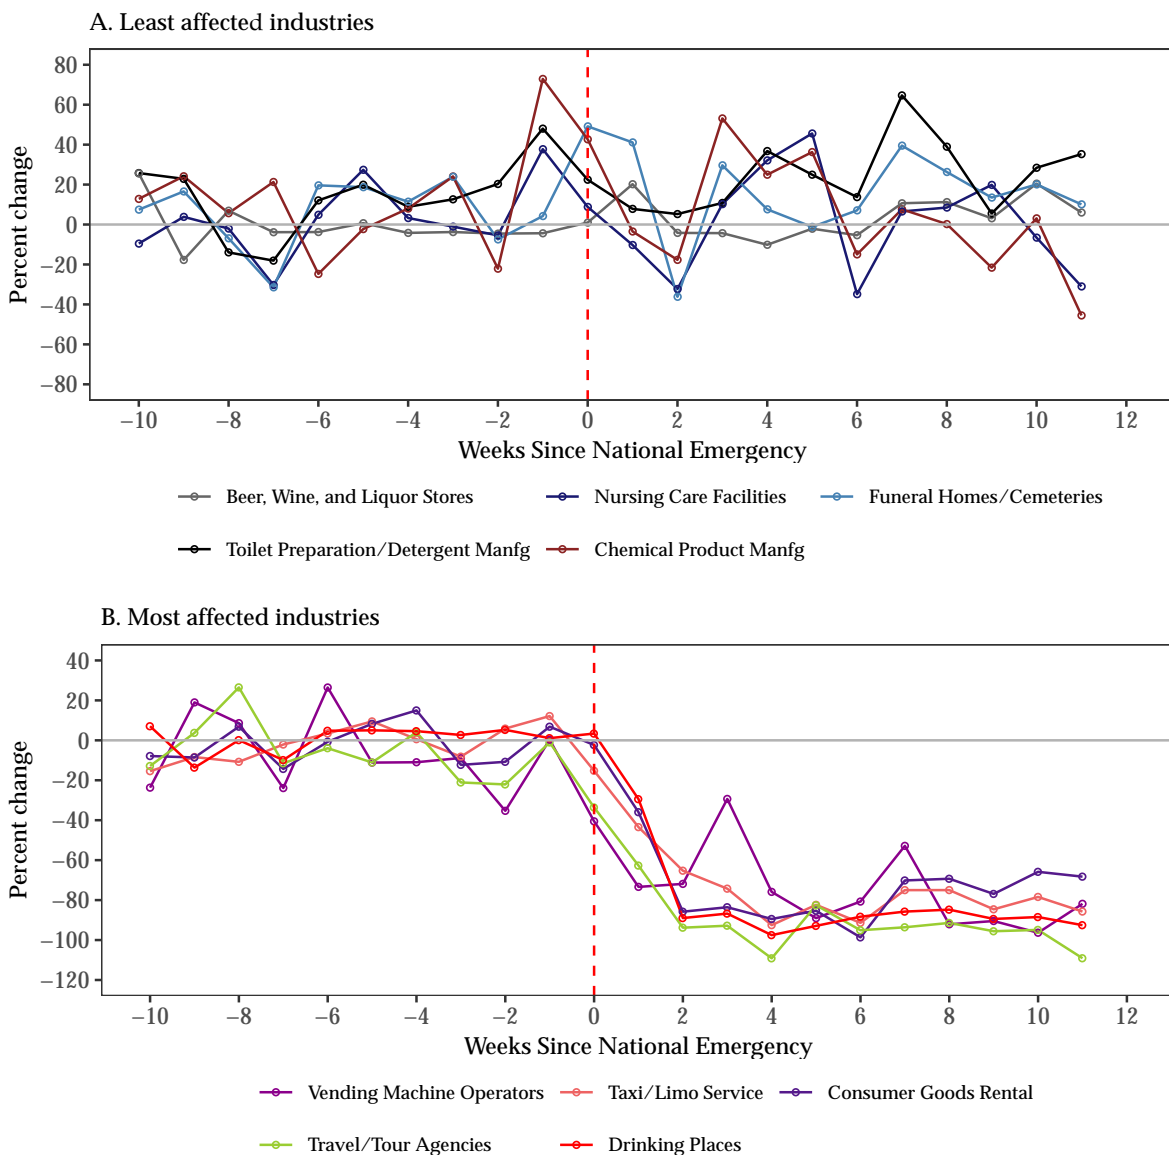 A. Least affected industries
80
60
40
20
0
−20
−40
−60
−80
Percent change
−10 −8 −6 −4 −2 0 2 4 6 8 10 12
Weeks Since National Emergency
Beer, Wine, and Liquor Stores Nursing Care Facilities Funeral Homes/Cemeteries
Toilet Preparation/Detergent Manfg Chemical Product Manfg
B. Most affected industries
40
20
0
−20
−40
−60
−80
−100
−120
Percent change
−10 −8 −6 −4 −2 0 2 4 6 8 10 12
Weeks Since National Emergency
Vending Machine Operators Taxi/Limo Service Consumer Goods Rental
Travel/Tour Agencies Drinking Places